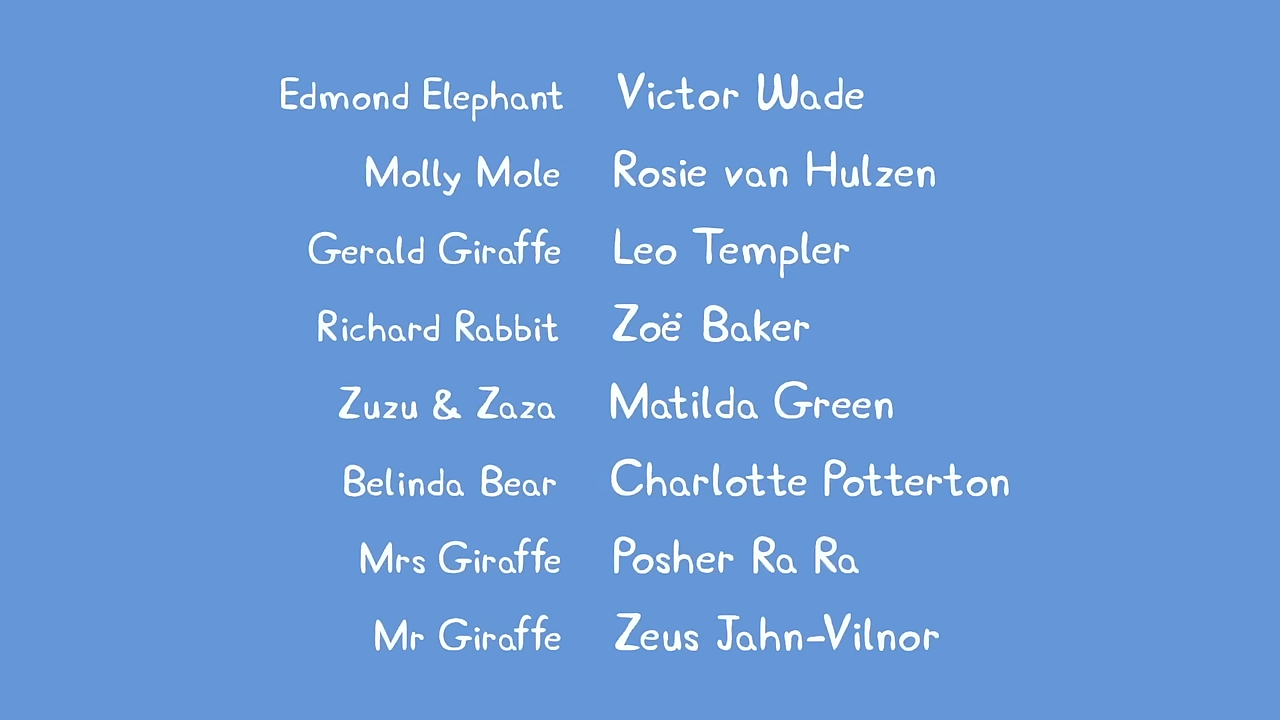 Edmond Elephant Victor Wade
Molly Mole Rosie van Hulzen
Gerald Giraffe Leo Templer
Richard Rabbit Zoë Baker
Zuzu & Zaza Matilda Green
Belinda Bear Charlotte Potterton
Mrs Giraffe Posher Ra Ra
Mr Giraffe Zeus Jahn-Vilnor